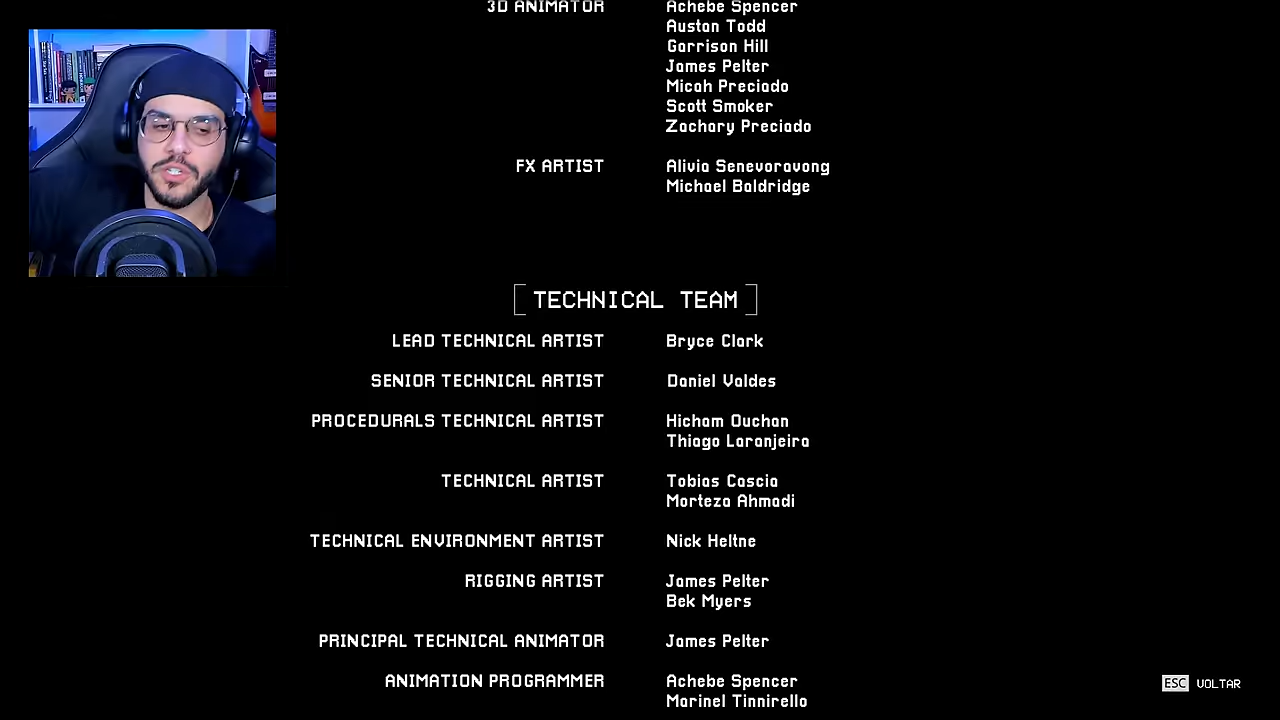 3D ANIMATOR Achebe Spencer
Austan Todd
Garrison Hill
James Pelter
Micah Preciado
Scott Smoker
Zachary Preciado
FX ARTIST Alivia Senevoravong
Michael Baldridge
TECHNICAL TEAM
LEAD TECHNICAL ARTIST Bryce Clark
SENIOR TECHNICAL ARTIST Daniel Valdes
PROCEDURALS TECHNICAL ARTIST Hicham Ouchan
Thiago Laranjeira
TECHNICAL ARTIST Tobias Cascia
Morteza Ahmadi
TECHNICAL ENVIRONMENT ARTIST Nick Heltne
RIGGING ARTIST James Pelter
Bek Myers
PRINCIPAL TECHNICAL ANIMATOR James Pelter
ANIMATION PROGRAMMER Achebe Spencer
Marinel Tinnirello
ESC VOLTAR